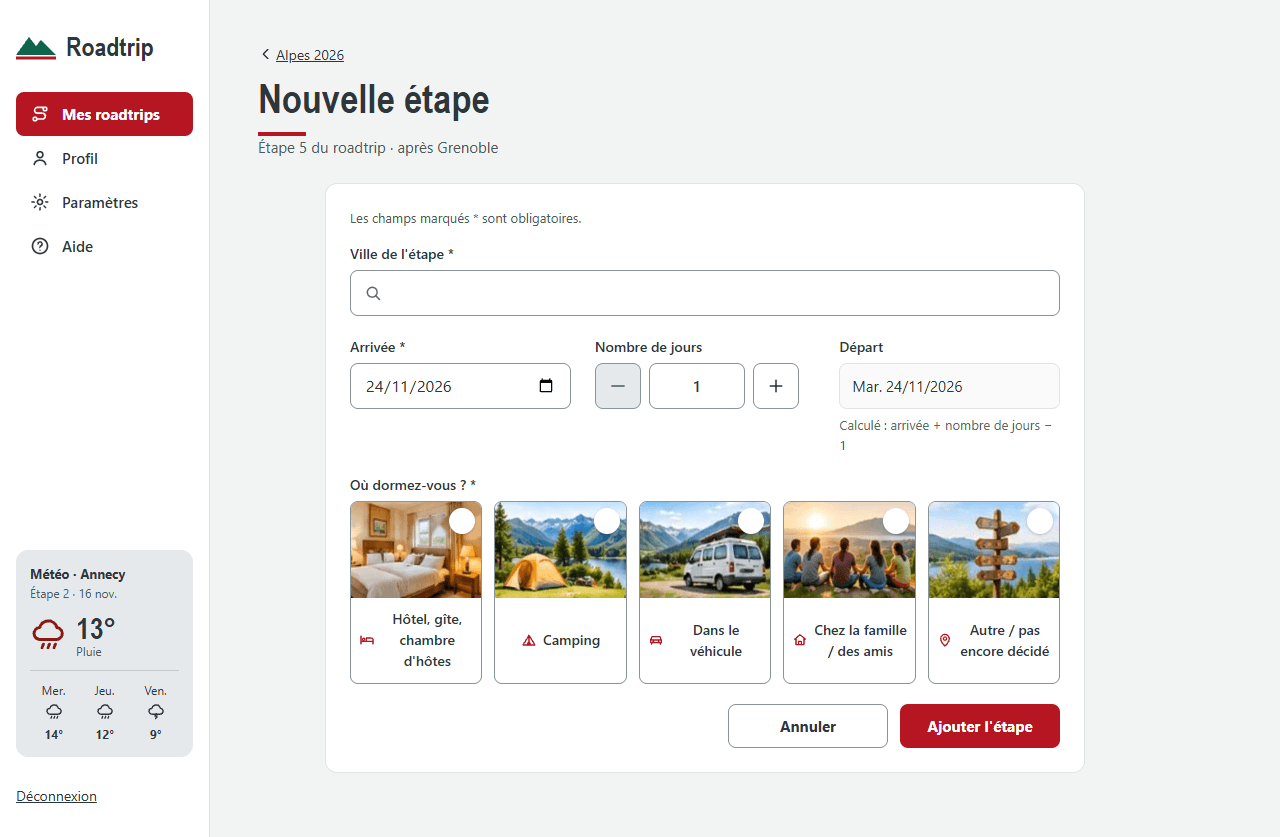 Roadtrip
Mes roadtrips
Profil
Paramètres
Aide
Météo · Annecy
Étape 2 · 16 nov.
13°
Pluie
Mer. Jeu. Ven.
14° 12° 9°
Déconnexion
Alpes 2026
Nouvelle étape
Étape 5 du roadtrip · après Grenoble
Les champs marqués * sont obligatoires.
Ville de l'étape *
Arrivée * Nombre de jours Départ
24/11/2026 − 1 + Mar. 24/11/2026
Calculé : arrivée + nombre de jours −
1
Où dormez-vous ? *
Hôtel, gîte,
chambre
d'hôtes
Camping
Dans le
véhicule
Chez la famille
/ des amis
Autre / pas
encore décidé
Annuler Ajouter l'étape